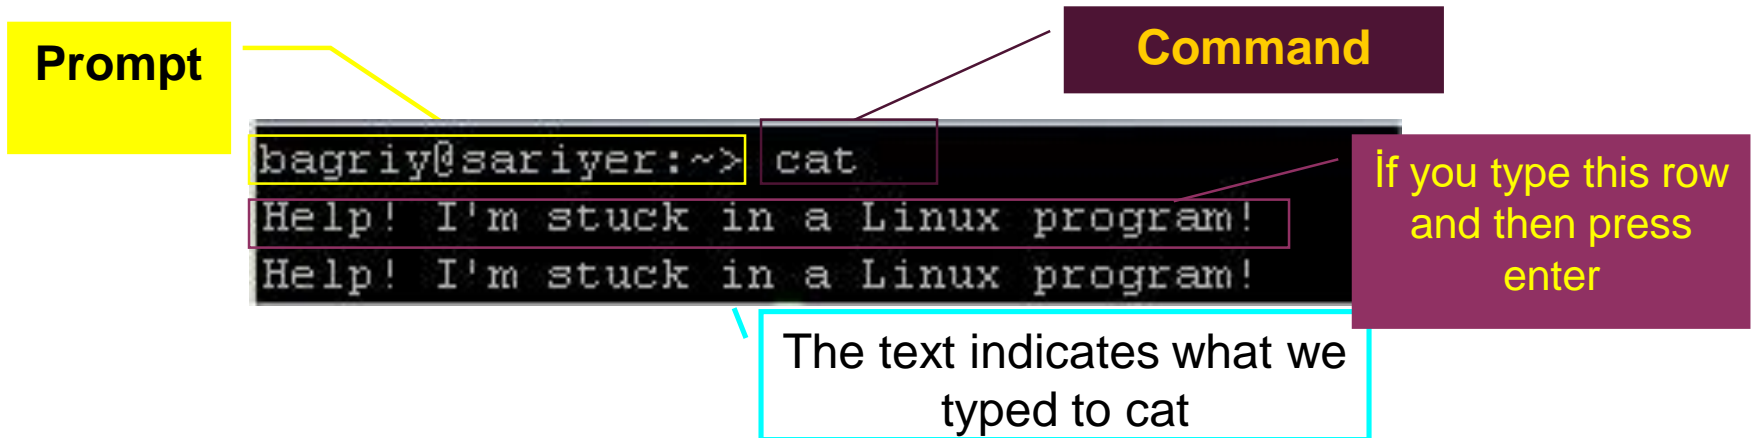 Prompt
Command
bagriy@sariyer:~> cat
Help! I'm stuck in a Linux program!
Help! I'm stuck in a Linux program!
İf you type this row
and then press
enter
The text indicates what we
typed to cat